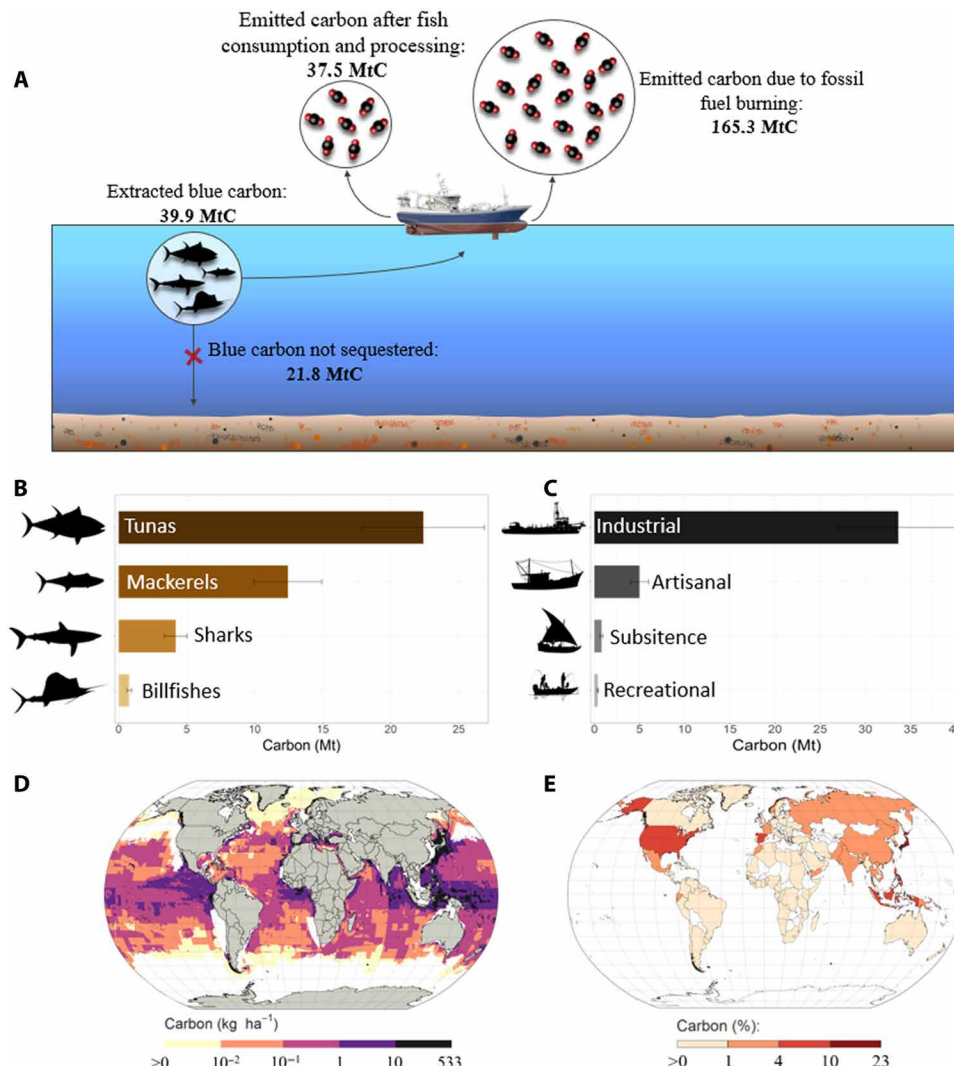 A
Emitted carbon after fish
consumption and processing:
37.5 MtC
Emitted carbon due to fossil
fuel burning:
165.3 MtC
Extracted blue carbon:
39.9 MtC
Blue carbon not sequestered:
21.8 MtC
B
Tunas
Mackerels
Sharks
Billfishes
0 5 10 15 20 25
Carbon (Mt)
C
Industrial
Artisanal
Subsitence
Recreational
0 5 10 15 20 25 30 35 40
Carbon (Mt)
D
Carbon (kg ha⁻¹)
>0 10⁻² 10⁻¹ 1 10 533
E
Carbon (%):
>0 1 4 10 23